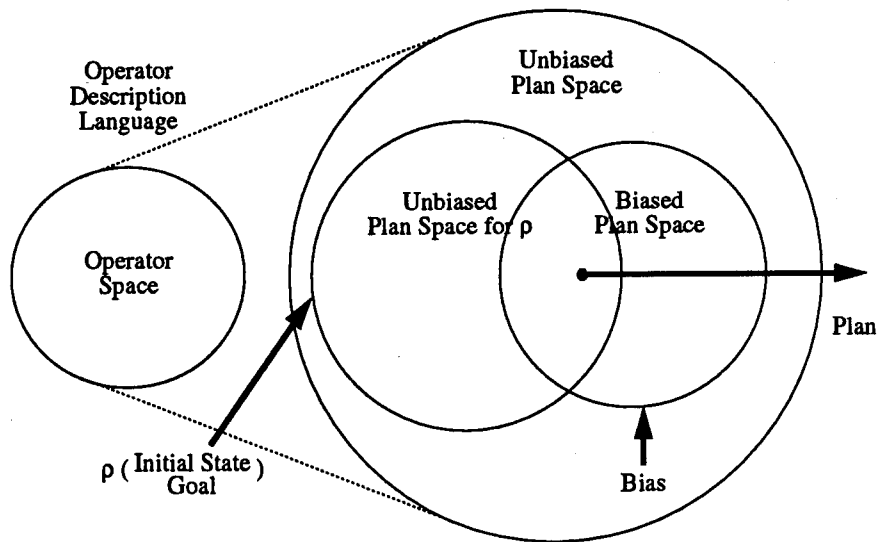 Operator
Description
Language
Unbiased
Plan Space
Unbiased
Plan Space for ρ
Biased
Plan Space
Operator
Space
Plan
ρ ( Initial State )
Goal
Bias